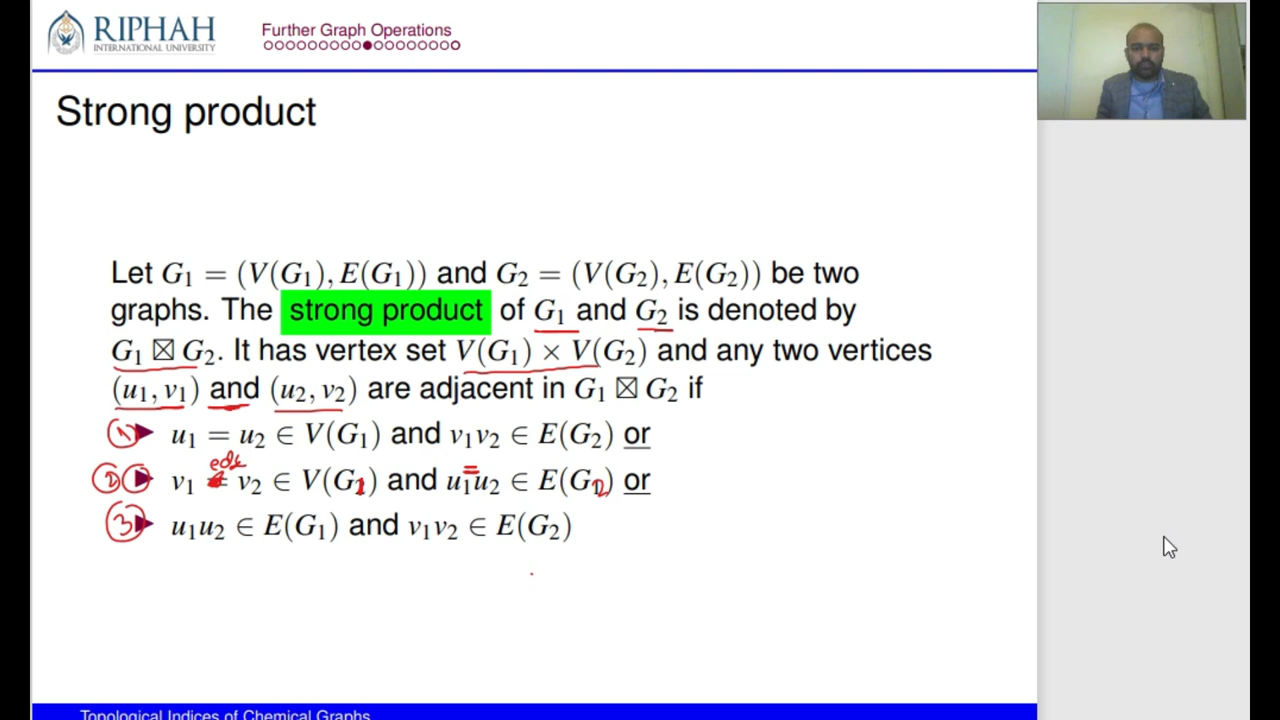 RIPHAH
INTERNATIONAL UNIVERSITY
Further Graph Operations
Strong product
Let G₁ = (V(G₁), E(G₁)) and G₂ = (V(G₂), E(G₂)) be two
graphs. The strong product of G₁ and G₂ is denoted by
G₁ ⊠ G₂. It has vertex set V(G₁) × V(G₂) and any two vertices
(u₁, v₁) and (u₂, v₂) are adjacent in G₁ ⊠ G₂ if
① ▶ u₁ = u₂ ∈ V(G₁) and v₁v₂ ∈ E(G₂) or
② ▶ v₁ v₂ ∈ V(G₁) and u₁u₂ ∈ E(G₂) or
③ ▶ u₁u₂ ∈ E(G₁) and v₁v₂ ∈ E(G₂)
Topological Indices of Chemical Graphs